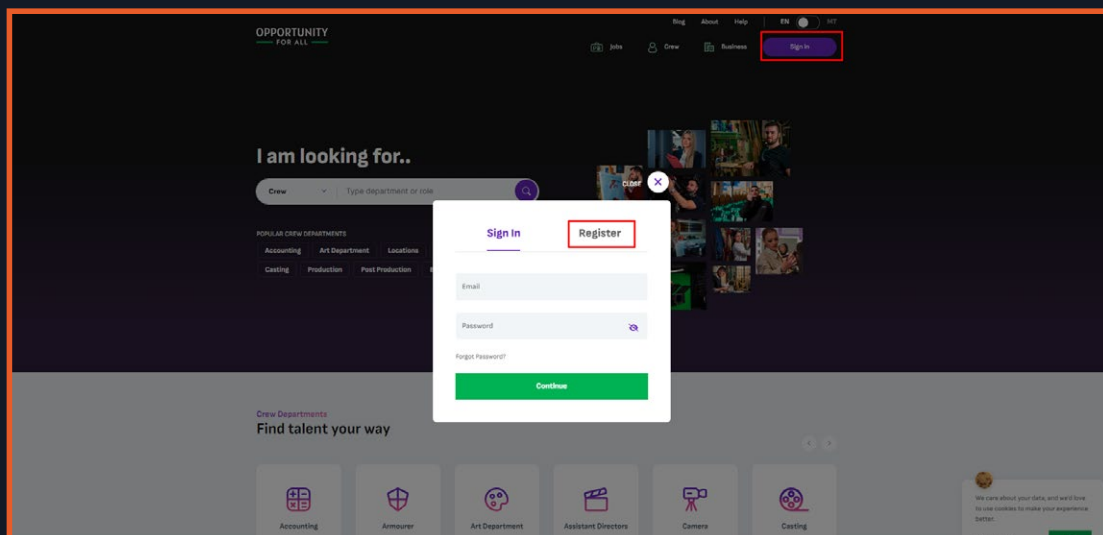 OPPORTUNITY
FOR ALL
Blog About Help EN MT
Jobs Crew Business Sign In
I am looking for..
Crew Type department or role
CLOSE
POPULAR CREW DEPARTMENTS
Accounting Art Department Locations
Casting Production Post Production
Sign In Register
Email
Password
Forgot Password?
Continue
Crew Departments
Find talent your way
Accounting Armourer Art Department Assistant Directors Camera Casting
We care about your data, and we'd love
to use cookies to make your experience
better.